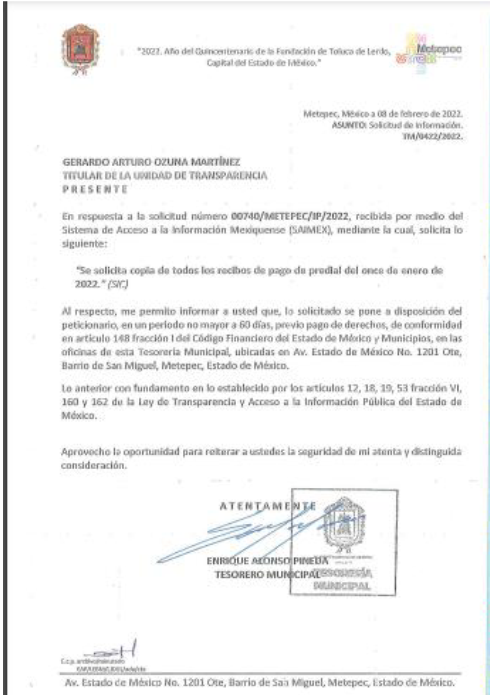 "2022. Año del Quincentenario de la Fundación de Toluca de Lerdo,
Capital del Estado de México."
Metepec
Metepec, México a 08 de febrero de 2022.
ASUNTO: Solicitud de Información.
TM/0422/2022.
GERARDO ARTURO OZUNA MARTÍNEZ
TITULAR DE LA UNIDAD DE TRANSPARENCIA
P R E S E N T E
En respuesta a la solicitud número 00740/METEPEC/IP/2022, recibida por medio del
Sistema de Acceso a la Información Mexiquense (SAIMEX), mediante la cual, solicita lo
siguiente:
"Se solicita copia de todos los recibos de pago de predial del once de enero de
2022." (SIC)
Al respecto, me permito informar a usted que, lo solicitado se pone a disposición del
peticionario, en un periodo no mayor a 60 días, previo pago de derechos, de conformidad
en artículo 148 fracción I del Código Financiero del Estado de México y Municipios, en las
oficinas de esta Tesorería Municipal, ubicadas en Av. Estado de México No. 1201 Ote,
Barrio de San Miguel, Metepec, Estado de México.
Lo anterior con fundamento en lo establecido por los artículos 12, 18, 19, 53 fracción VI,
160 y 162 de la Ley de Transparencia y Acceso a la Información Pública del Estado de
México.
Aprovecho la oportunidad para reiterar a ustedes la seguridad de mi atenta y distinguida
consideración.
A T E N T A M E N T E
ENRIQUE ALONSO PINEDA
TESORERO MUNICIPAL
TESORERÍA
MUNICIPAL
C.c.p. archivo/minutario
Av. Estado de México No. 1201 Ote, Barrio de San Miguel, Metepec, Estado de México.